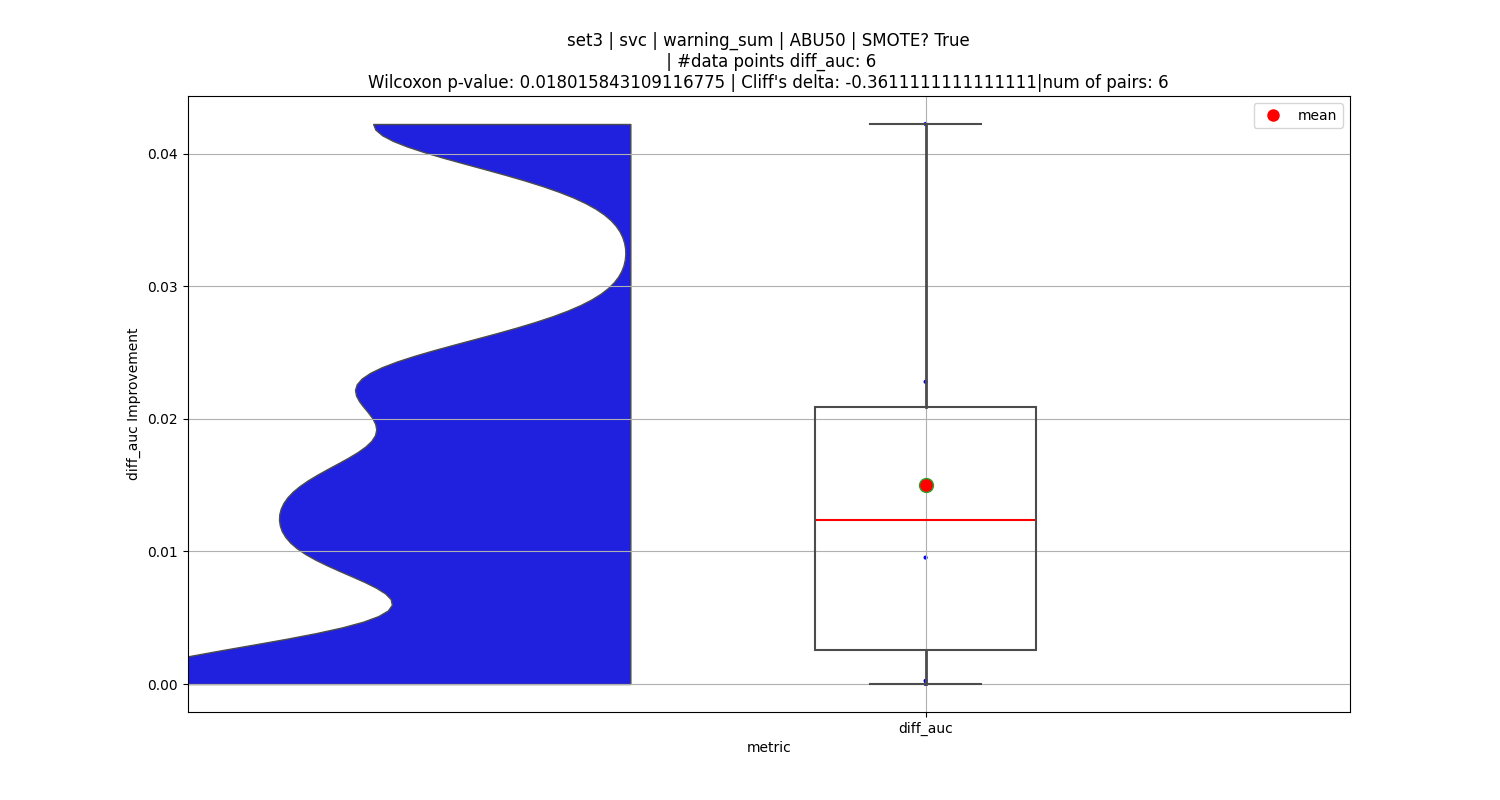 set3 | svc | warning_sum | ABU50 | SMOTE? True
| #data points diff_auc: 6
Wilcoxon p-value: 0.018015843109116775 | Cliff's delta: -0.3611111111111111|num of pairs: 6
mean
0.04
0.03
0.02
0.01
0.00
diff_auc Improvement
diff_auc
metric